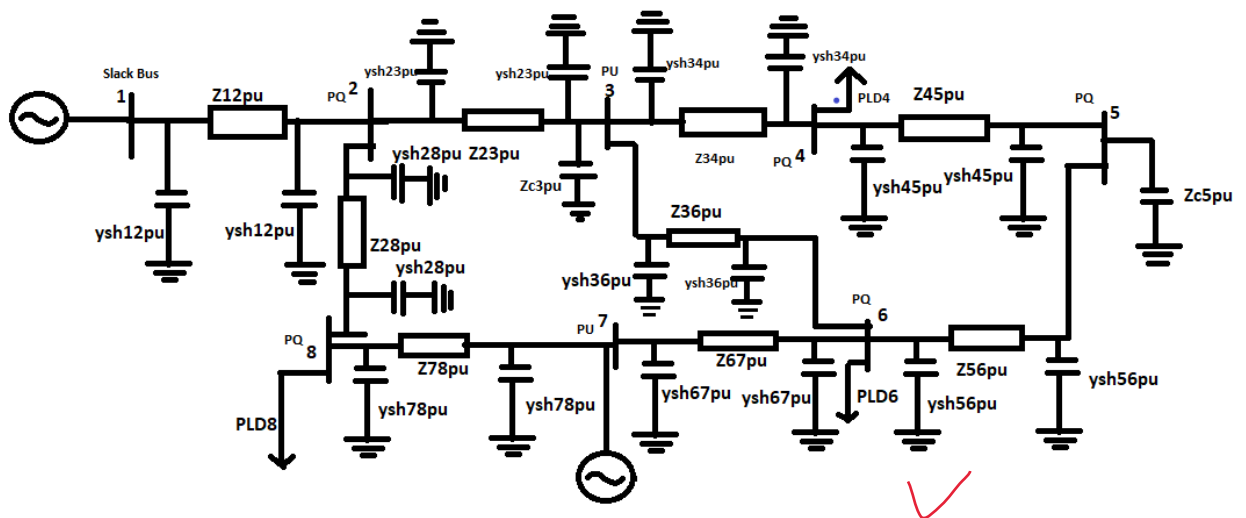 ysh23pu
ysh23pu
ysh34pu
ysh34pu
Slack Bus
1
Z12pu
PQ 2
Z23pu
PU
3
Z34pu
PLD4
PQ 4
Z45pu
PQ
5
ysh12pu
ysh12pu
ysh28pu
Z28pu
ysh28pu
Zc3pu
ysh45pu
ysh45pu
Zc5pu
Z36pu
ysh36pu
ysh36pu
PQ
8
Z78pu
PU 7
Z67pu
PQ
6
Z56pu
PLD8
ysh78pu
ysh78pu
ysh67pu
ysh67pu
PLD6
ysh56pu
ysh56pu